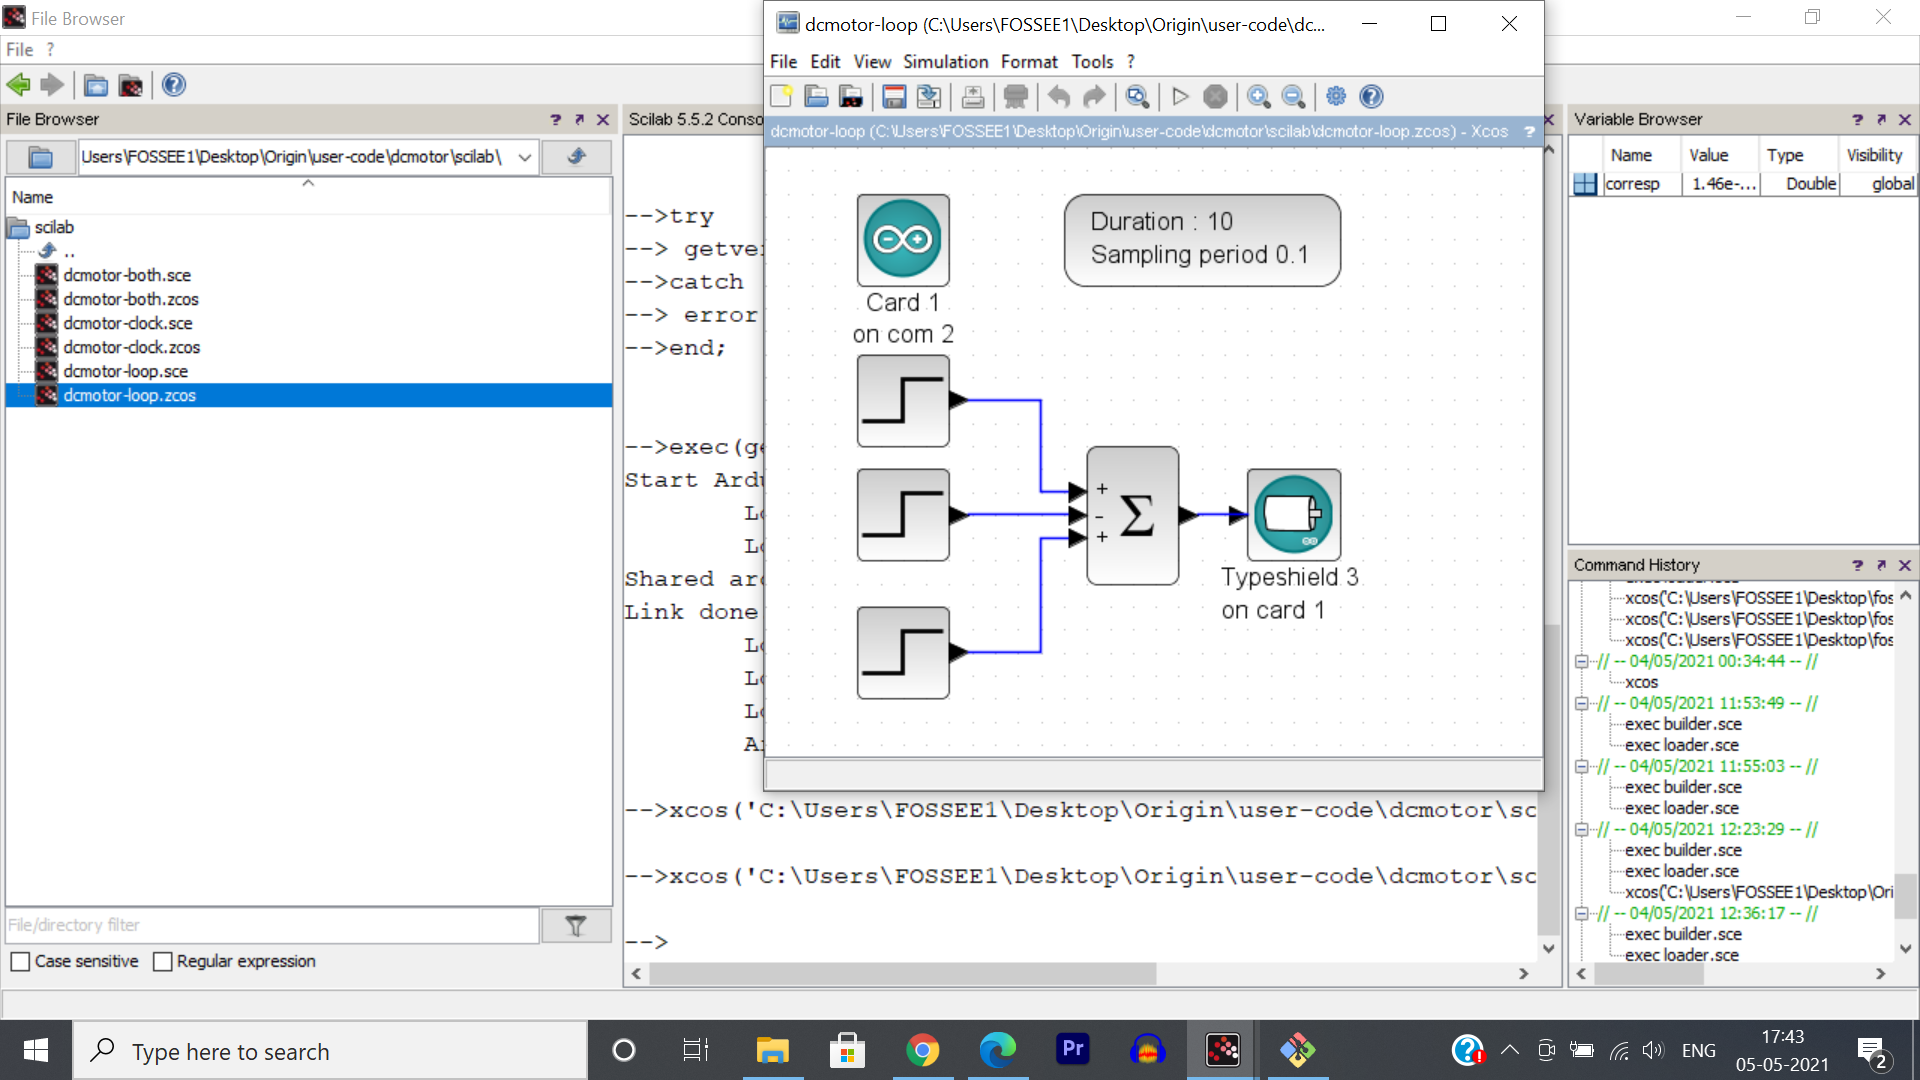 File Browser
File ?
File Browser
Users\FOSSEE1\Desktop\Origin\user-code\dcmotor\scilab\
Name
scilab
..
dcmotor-both.sce
dcmotor-both.zcos
dcmotor-clock.sce
dcmotor-clock.zcos
dcmotor-loop.sce
dcmotor-loop.zcos
File/directory filter
Case sensitive Regular expression
Scilab 5.5.2 Conso
-->try
--> getve
-->catch
--> error
-->end;
-->exec(ge
Start Ard
Lo
Lo
Shared ar
Link done
Lo
Lo
Lo
A
-->xcos('C:\Users\FOSSEE1\Desktop\Origin\user-code\dcmotor\sc
-->xcos('C:\Users\FOSSEE1\Desktop\Origin\user-code\dcmotor\sc
-->
dcmotor-loop (C:\Users\FOSSEE1\Desktop\Origin\user-code\dc...
File Edit View Simulation Format Tools ?
dcmotor-loop (C:\Users\FOSSEE1\Desktop\Origin\user-code\dcmotor\scilab\dcmotor-loop.zcos) - Xcos ?
Duration : 10
Sampling period 0.1
Card 1
on com 2
+
-
+
Σ
Typeshield 3
on card 1
Variable Browser
Name Value Type Visibility
corresp 1.46e-... Double global
Command History
xcos('C:\Users\FOSSEE1\Desktop\fos
xcos('C:\Users\FOSSEE1\Desktop\fos
xcos('C:\Users\FOSSEE1\Desktop\fos
// -- 04/05/2021 00:34:44 -- //
xcos
// -- 04/05/2021 11:53:49 -- //
exec builder.sce
exec loader.sce
// -- 04/05/2021 11:55:03 -- //
exec builder.sce
exec loader.sce
// -- 04/05/2021 12:23:29 -- //
exec builder.sce
exec loader.sce
xcos('C:\Users\FOSSEE1\Desktop\Ori
// -- 04/05/2021 12:36:17 -- //
exec builder.sce
exec loader.sce
Type here to search
Pr
ENG
17:43
05-05-2021
2